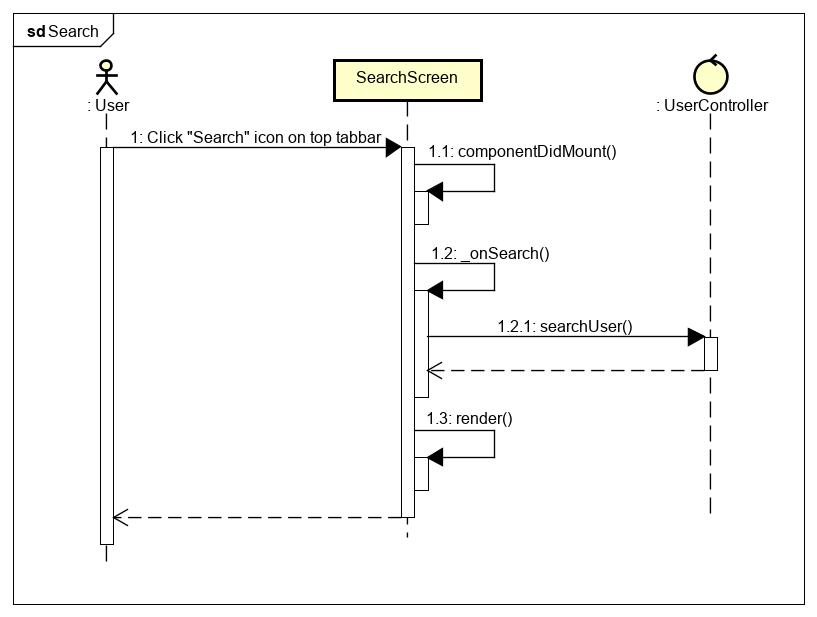 sd Search
SearchScreen
: User
: UserController
1: Click "Search" icon on top tabbar
1.1: componentDidMount()
1.2: _onSearch()
1.2.1: searchUser()
1.3: render()